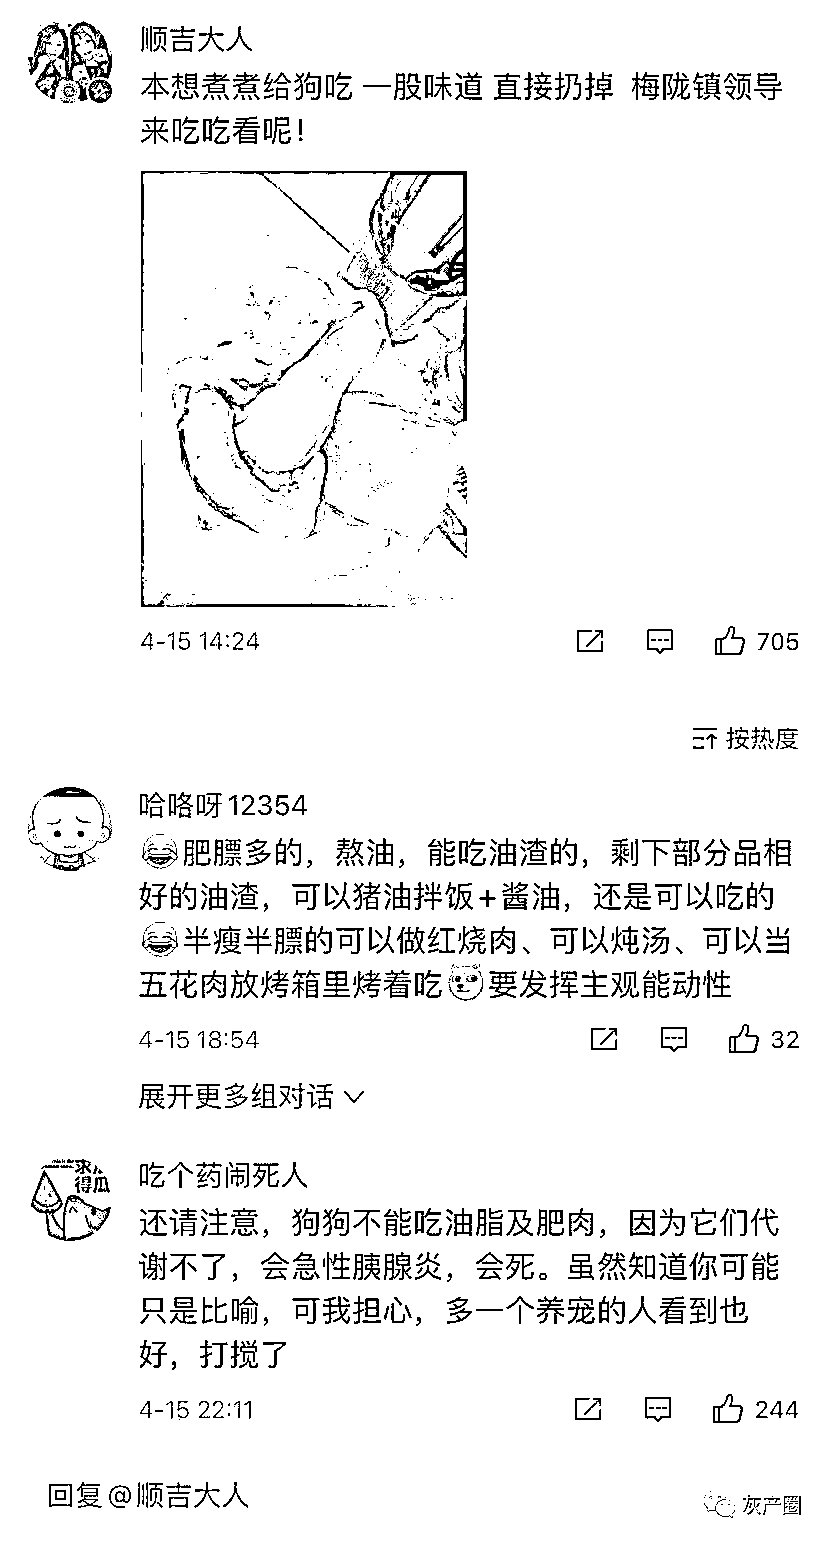 顺吉大人
本想煮煮给狗吃 一股味道 直接扔掉 梅陇镇领导
来吃吃看呢！
4-15 14:24
705
按热度
哈咯呀12354
😂肥膘多的，熬油，能吃油渣的，剩下部分品相
好的油渣，可以猪油拌饭+酱油，还是可以吃的
😂半瘦半膘的可以做红烧肉、可以炖汤、可以当
五花肉放烤箱里烤着吃要发挥主观能动性
4-15 18:54
32
展开更多组对话
得瓜
吃个药闹死人
还请注意，狗狗不能吃油脂及肥肉，因为它们代
谢不了，会急性胰腺炎，会死。虽然知道你可能
只是比喻，可我担心，多一个养宠的人看到也
好，打搅了
4-15 22:11
244
回复@顺吉大人
灰产圈